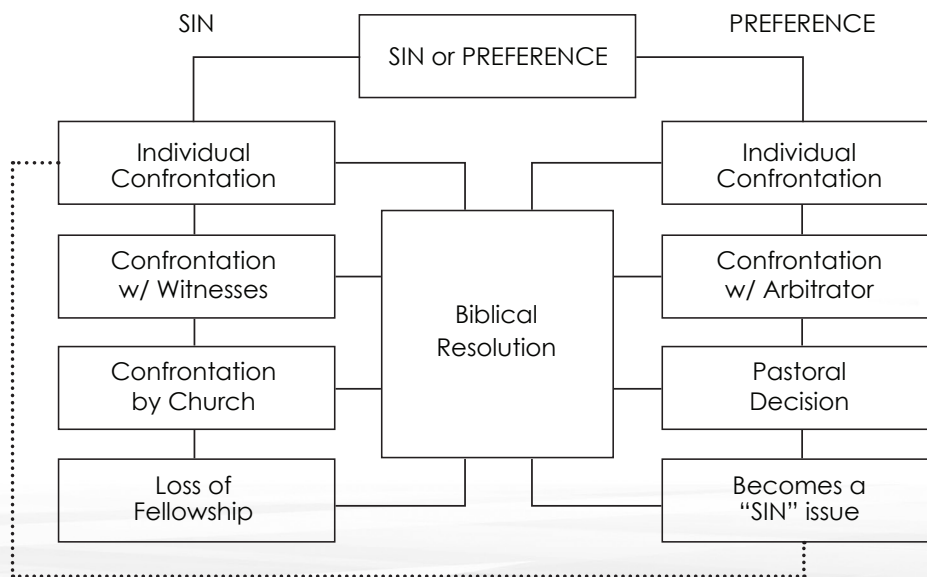 SIN
SIN or PREFERENCE
PREFERENCE
Individual
Confrontation
Confrontation
w/ Witnesses
Confrontation
by Church
Loss of
Fellowship
Biblical
Resolution
Individual
Confrontation
Confrontation
w/ Arbitrator
Pastoral
Decision
Becomes a
“SIN” issue